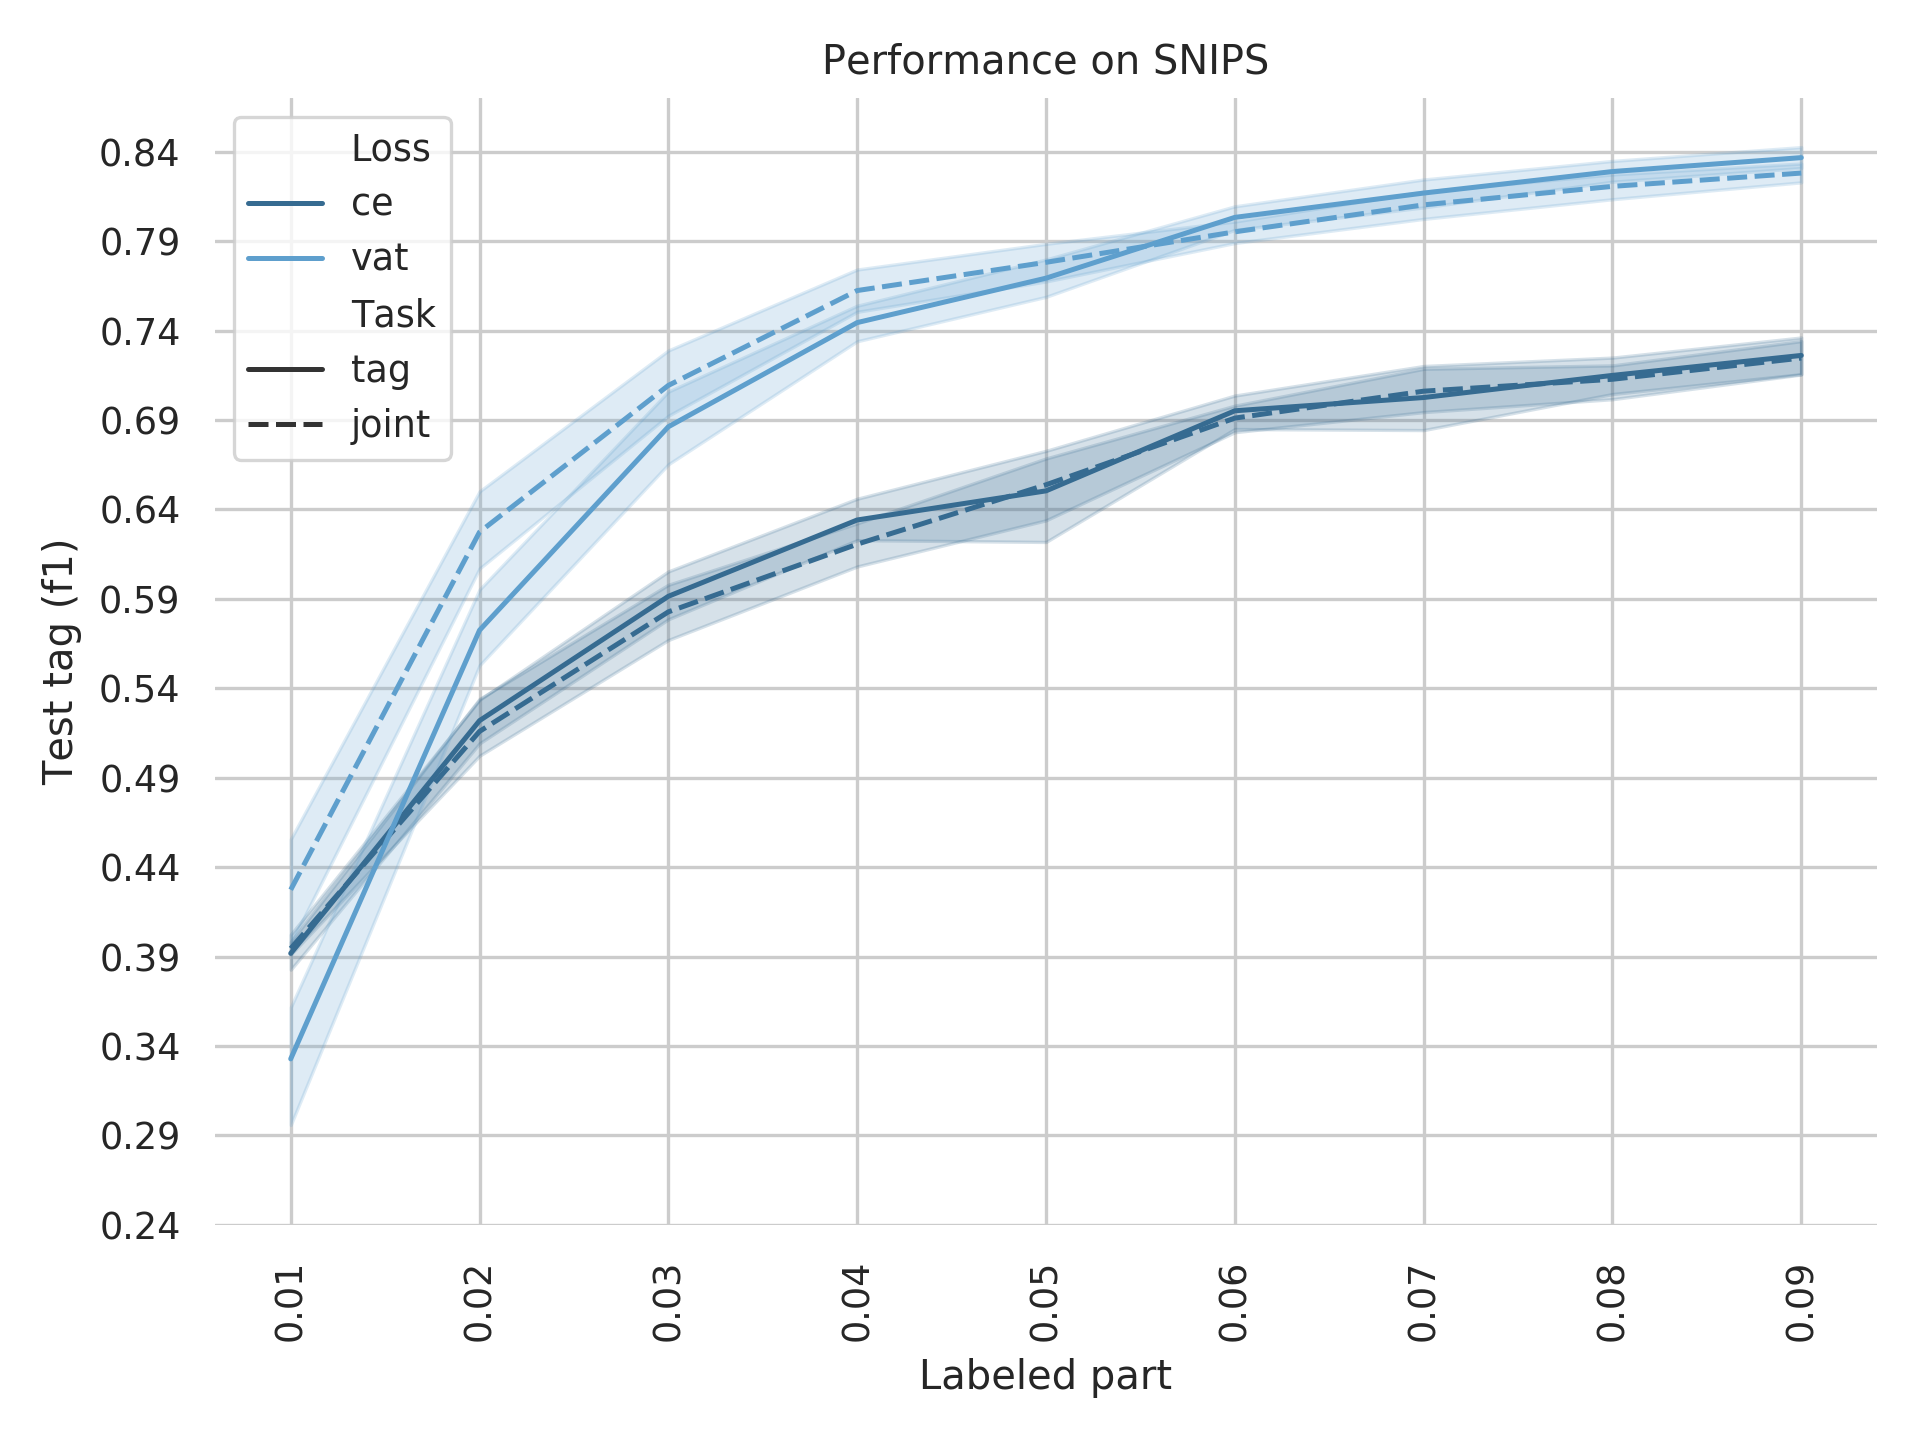 Performance on SNIPS
Loss
ce
vat
Task
tag
joint
Test tag (f1)
0.84
0.79
0.74
0.69
0.64
0.59
0.54
0.49
0.44
0.39
0.34
0.29
0.24
0.01
0.02
0.03
0.04
0.05
0.06
0.07
0.08
0.09
Labeled part